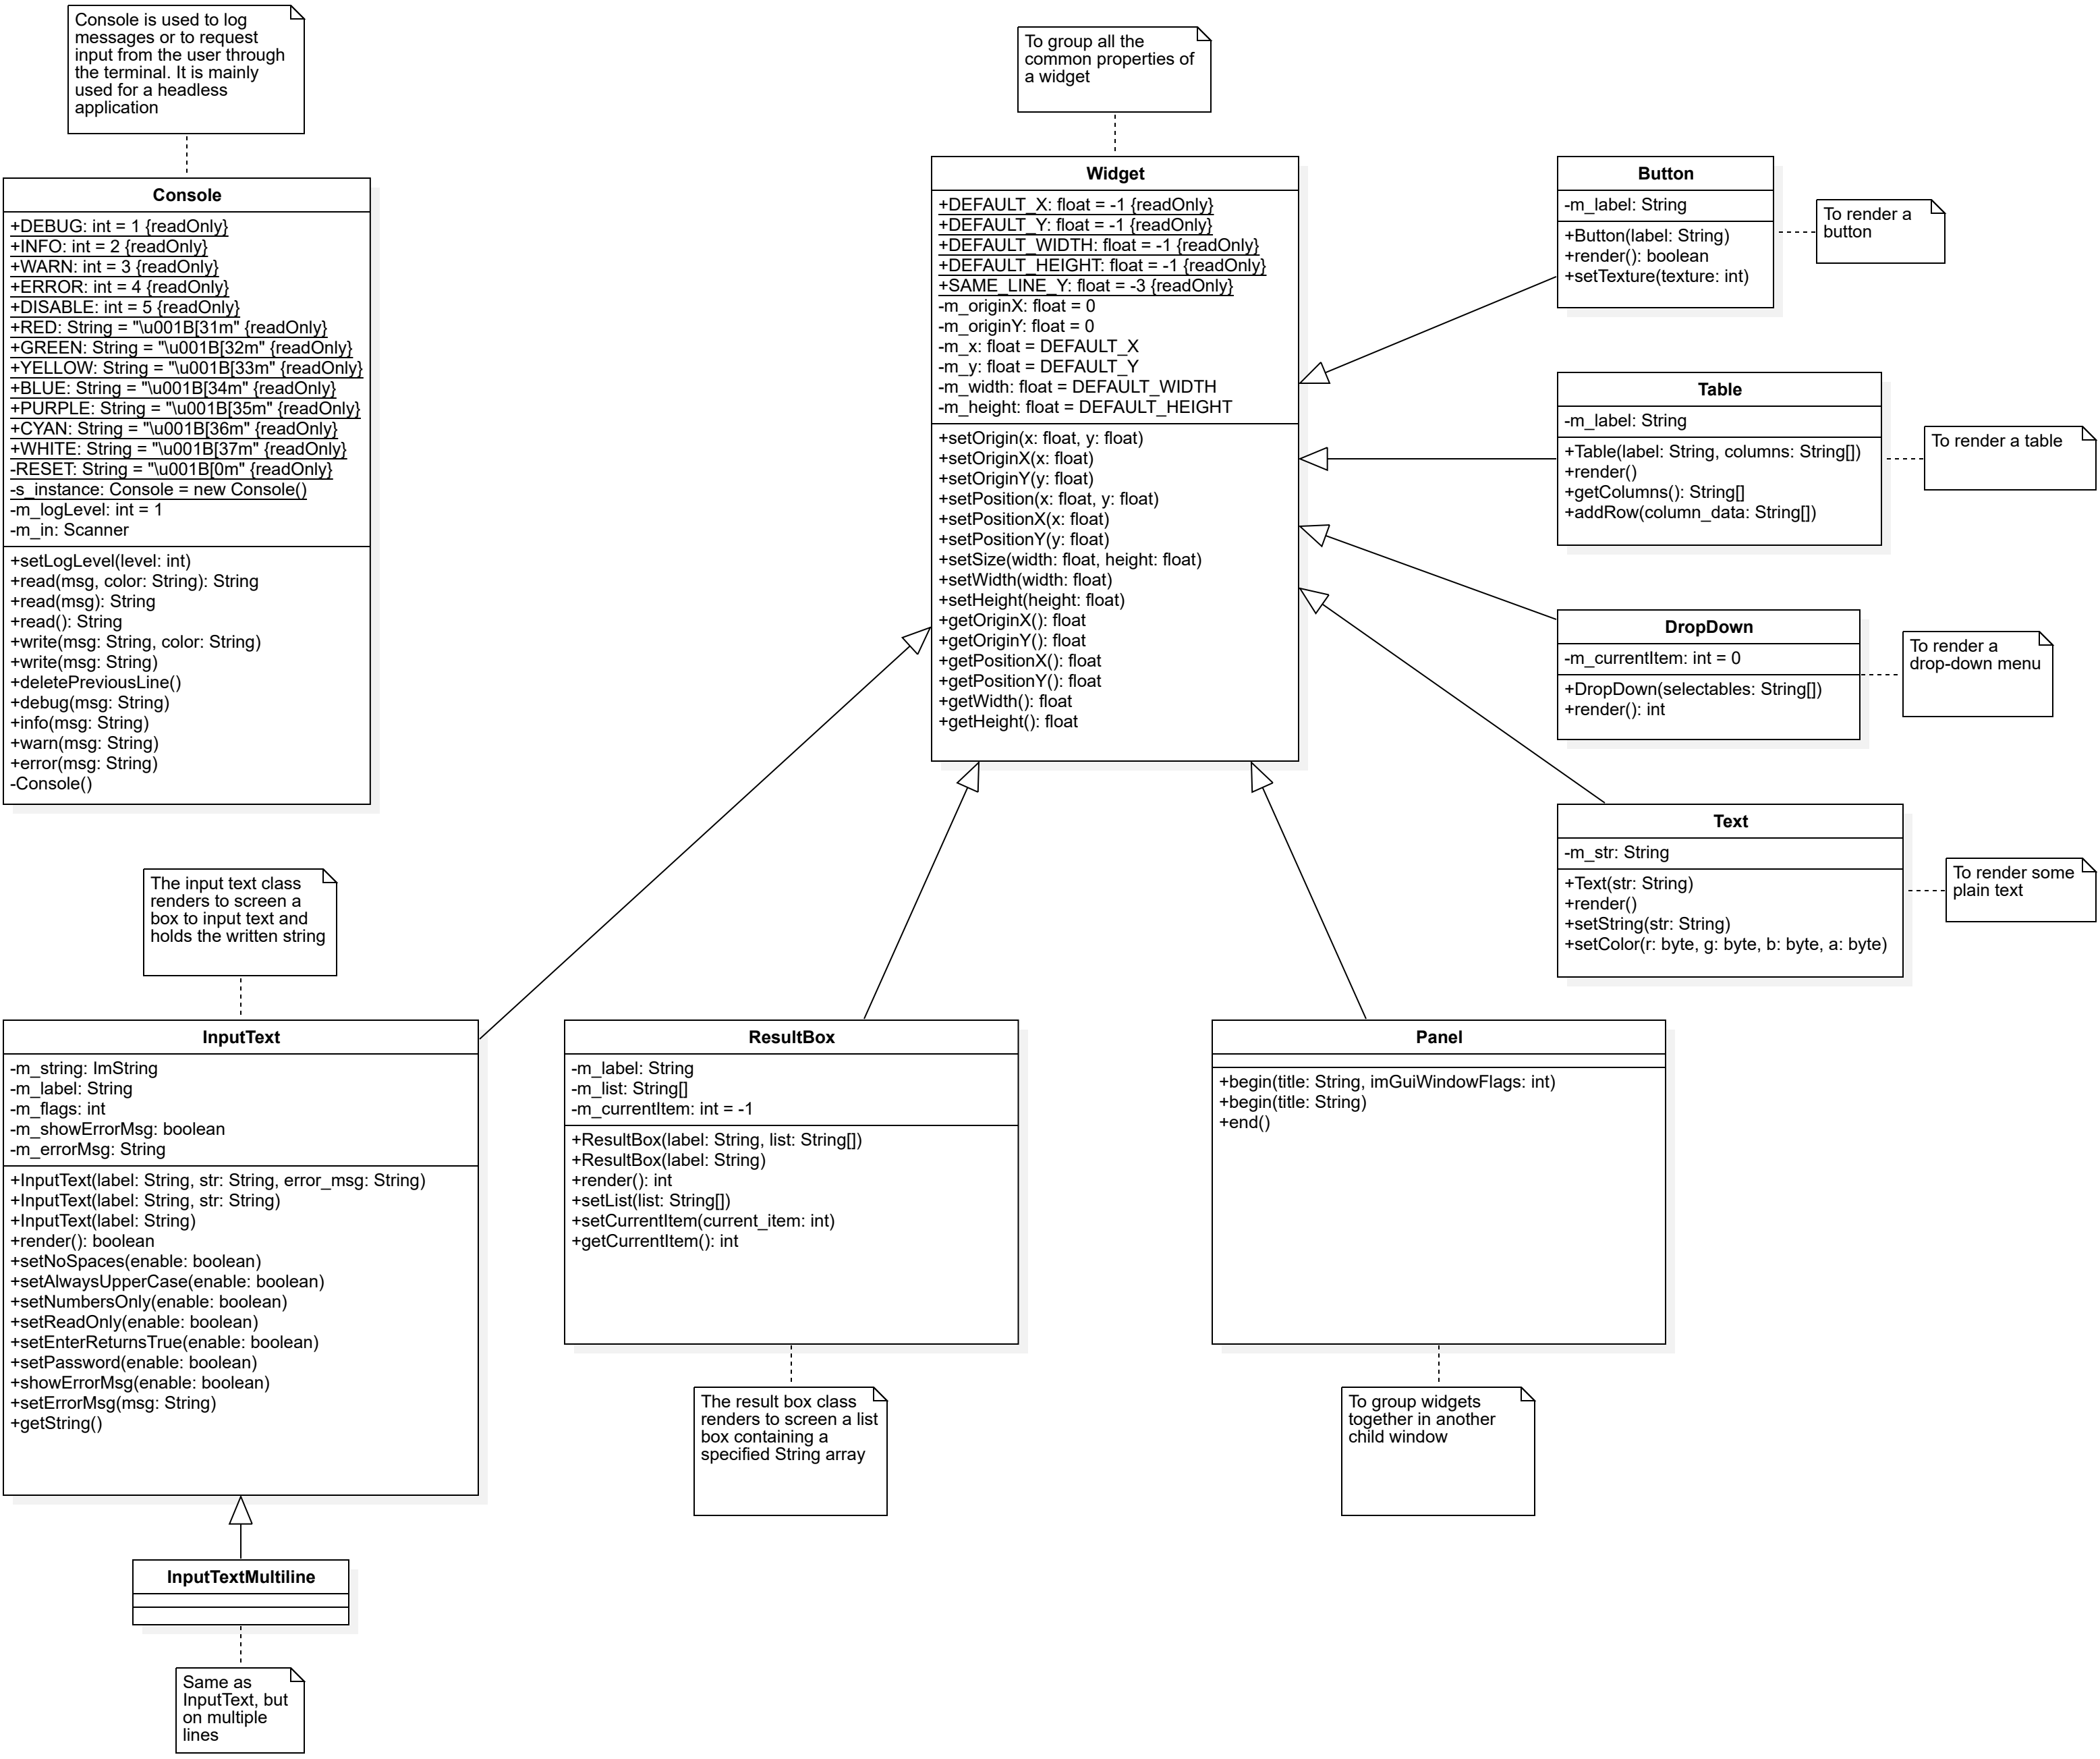 Console is used to log
messages or to request
input from the user through
the terminal. It is mainly
used for a headless
application
Console
+DEBUG: int = 1 {readOnly}
+INFO: int = 2 {readOnly}
+WARN: int = 3 {readOnly}
+ERROR: int = 4 {readOnly}
+DISABLE: int = 5 {readOnly}
+RED: String = "\u001B[31m" {readOnly}
+GREEN: String = "\u001B[32m" {readOnly}
+YELLOW: String = "\u001B[33m" {readOnly}
+BLUE: String = "\u001B[34m" {readOnly}
+PURPLE: String = "\u001B[35m" {readOnly}
+CYAN: String = "\u001B[36m" {readOnly}
+WHITE: String = "\u001B[37m" {readOnly}
-RESET: String = "\u001B[0m" {readOnly}
-s_instance: Console = new Console()
-m_logLevel: int = 1
-m_in: Scanner
+setLogLevel(level: int)
+read(msg, color: String): String
+read(msg): String
+read(): String
+write(msg: String, color: String)
+write(msg: String)
+deletePreviousLine()
+debug(msg: String)
+info(msg: String)
+warn(msg: String)
+error(msg: String)
-Console()
To group all the
common properties of
a widget
Widget
+DEFAULT_X: float = -1 {readOnly}
+DEFAULT_Y: float = -1 {readOnly}
+DEFAULT_WIDTH: float = -1 {readOnly}
+DEFAULT_HEIGHT: float = -1 {readOnly}
+SAME_LINE_Y: float = -3 {readOnly}
-m_originX: float = 0
-m_originY: float = 0
-m_x: float = DEFAULT_X
-m_y: float = DEFAULT_Y
-m_width: float = DEFAULT_WIDTH
-m_height: float = DEFAULT_HEIGHT
+setOrigin(x: float, y: float)
+setOriginX(x: float)
+setOriginY(y: float)
+setPosition(x: float, y: float)
+setPositionX(x: float)
+setPositionY(y: float)
+setSize(width: float, height: float)
+setWidth(width: float)
+setHeight(height: float)
+getOriginX(): float
+getOriginY(): float
+getPositionX(): float
+getPositionY(): float
+getWidth(): float
+getHeight(): float
Button
-m_label: String
+Button(label: String)
+render(): boolean
+setTexture(texture: int)
To render a
button
Table
-m_label: String
+Table(label: String, columns: String[])
+render()
+getColumns(): String[]
+addRow(column_data: String[])
To render a table
DropDown
-m_currentItem: int = 0
+DropDown(selectables: String[])
+render(): int
To render a
drop-down menu
Text
-m_str: String
+Text(str: String)
+render()
+setString(str: String)
+setColor(r: byte, g: byte, b: byte, a: byte)
To render some
plain text
The input text class
renders to screen a
box to input text and
holds the written string
InputText
-m_string: ImString
-m_label: String
-m_flags: int
-m_showErrorMsg: boolean
-m_errorMsg: String
+InputText(label: String, str: String, error_msg: String)
+InputText(label: String, str: String)
+InputText(label: String)
+render(): boolean
+setNoSpaces(enable: boolean)
+setAlwaysUpperCase(enable: boolean)
+setNumbersOnly(enable: boolean)
+setReadOnly(enable: boolean)
+setEnterReturnsTrue(enable: boolean)
+setPassword(enable: boolean)
+showErrorMsg(enable: boolean)
+setErrorMsg(msg: String)
+getString()
ResultBox
-m_label: String
-m_list: String[]
-m_currentItem: int = -1
+ResultBox(label: String, list: String[])
+ResultBox(label: String)
+render(): int
+setList(list: String[])
+setCurrentItem(current_item: int)
+getCurrentItem(): int
The result box class
renders to screen a list
box containing a
specified String array
Panel
+begin(title: String, imGuiWindowFlags: int)
+begin(title: String)
+end()
To group widgets
together in another
child window
InputTextMultiline
Same as
InputText, but
on multiple
lines